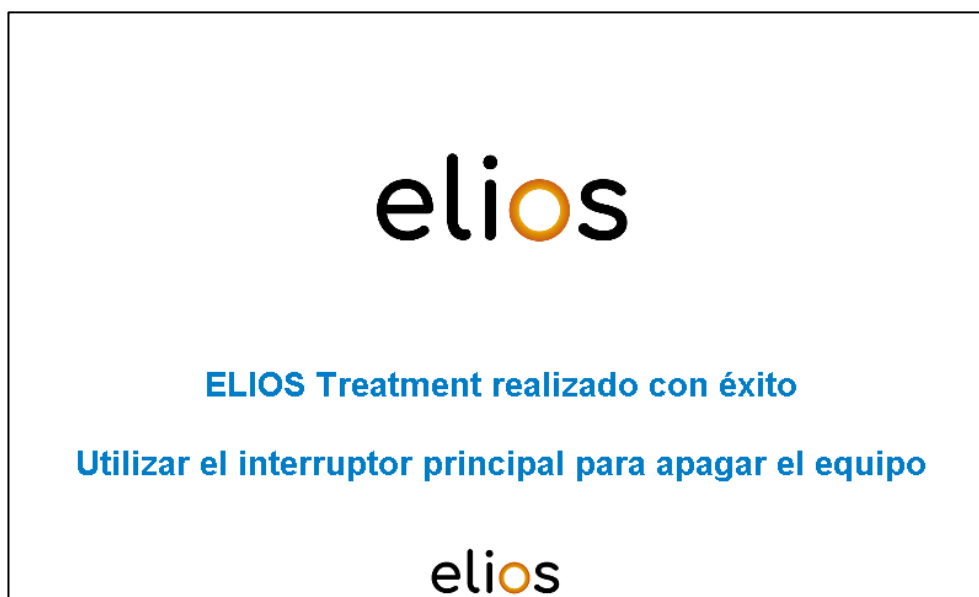 elios
ELIOS Treatment realizado con éxito
Utilizar el interruptor principal para apagar el equipo
elios